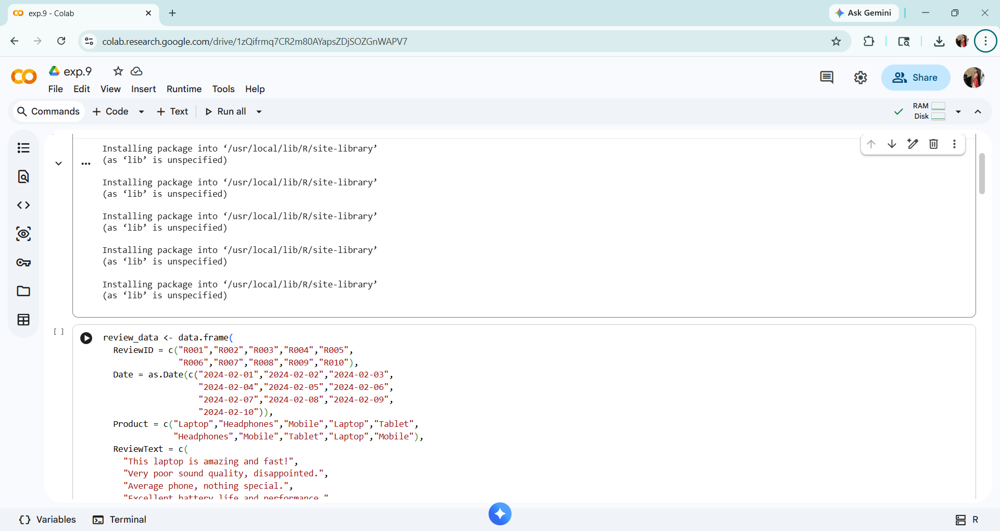 exp.9 - Colab
Ask Gemini
colab.research.google.com/drive/1zQifrmq7CR2m80AYapsZDjSOZGnWAPV7
exp.9
File Edit View Insert Runtime Tools Help
Share
Commands + Code + Text Run all
RAM
Disk
Installing package into ‘/usr/local/lib/R/site-library’
(as ‘lib’ is unspecified)
Installing package into ‘/usr/local/lib/R/site-library’
(as ‘lib’ is unspecified)
Installing package into ‘/usr/local/lib/R/site-library’
(as ‘lib’ is unspecified)
Installing package into ‘/usr/local/lib/R/site-library’
(as ‘lib’ is unspecified)
Installing package into ‘/usr/local/lib/R/site-library’
(as ‘lib’ is unspecified)
[ ]
review_data <- data.frame(
ReviewID = c("R001","R002","R003","R004","R005",
"R006","R007","R008","R009","R010"),
Date = as.Date(c("2024-02-01","2024-02-02","2024-02-03",
"2024-02-04","2024-02-05","2024-02-06",
"2024-02-07","2024-02-08","2024-02-09",
"2024-02-10")),
Product = c("Laptop","Headphones","Mobile","Laptop","Tablet",
"Headphones","Mobile","Tablet","Laptop","Mobile"),
ReviewText = c(
"This laptop is amazing and fast!",
"Very poor sound quality, disappointed.",
"Average phone, nothing special.",
"Excellent battery life and performance."
Variables
Terminal
R